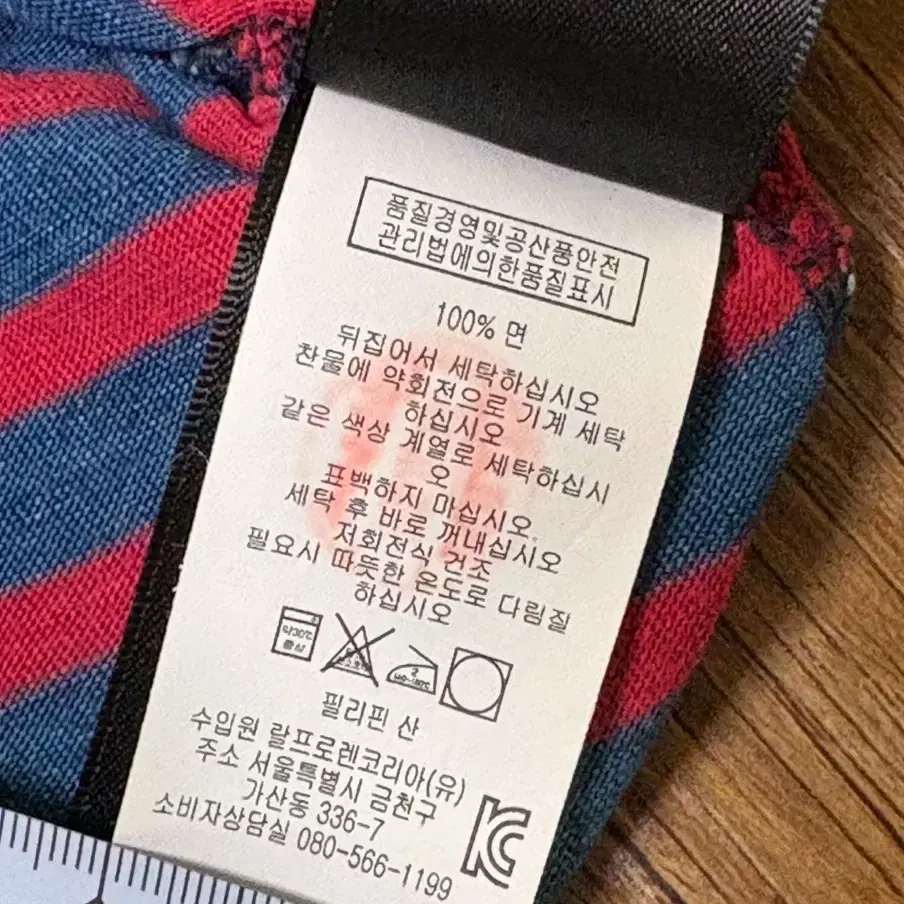 품질경영및공산품안전
관리법에의한품질표시
100% 면
뒤집어서 세탁하십시오
찬물에 약회전으로 기계 세탁
하십시오
같은 색상 계열로 세탁하십시
오
표백하지 마십시오
세탁 후 바로 꺼내십시오
저회전식 건조
필요시 따뜻한 온도로 다림질
하십시오
약30℃
중성
필리핀 산
수입원 랄프로렌코리아(유)
주소 서울특별시 금천구
가산동 336-7
소비자상담실 080-566-1199